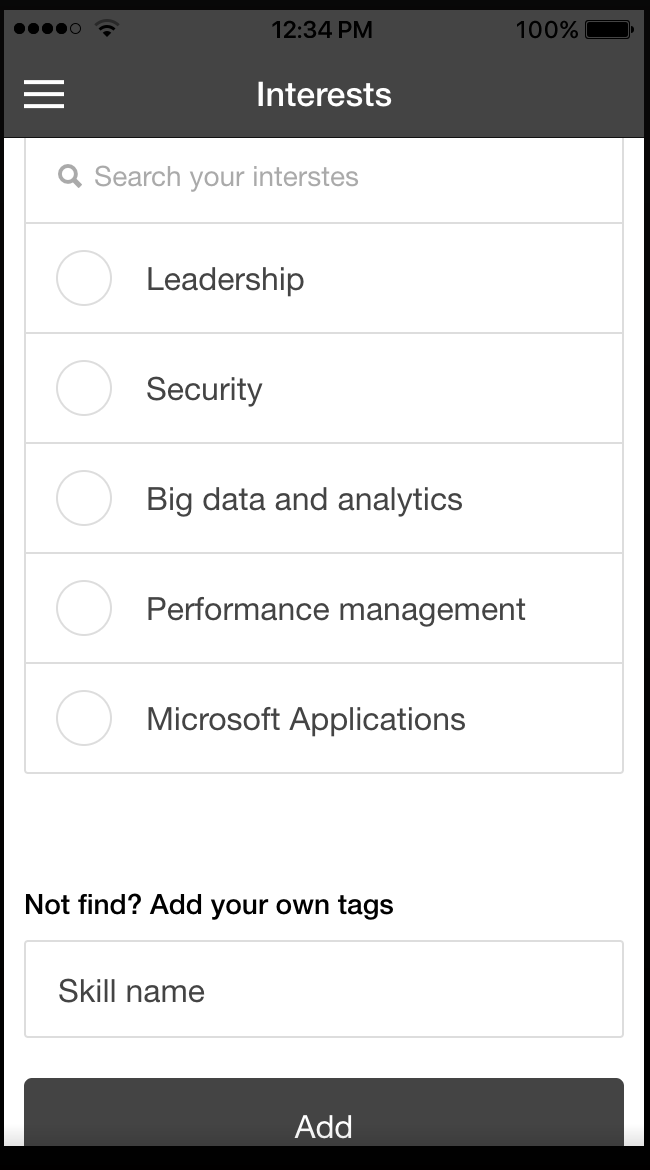 12:34 PM 100%
Interests
Search your interstes
Leadership
Security
Big data and analytics
Performance management
Microsoft Applications
Not find? Add your own tags
Skill name
Add